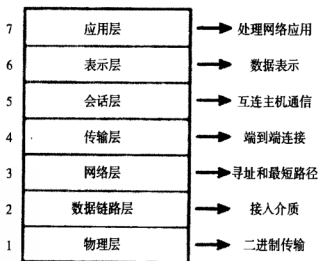 7 应用层 处理网络应用
6 表示层 数据表示
5 会话层 互连主机通信
4 传输层 端到端连接
3 网络层 寻址和最短路径
2 数据链路层 接入介质
1 物理层 二进制传输